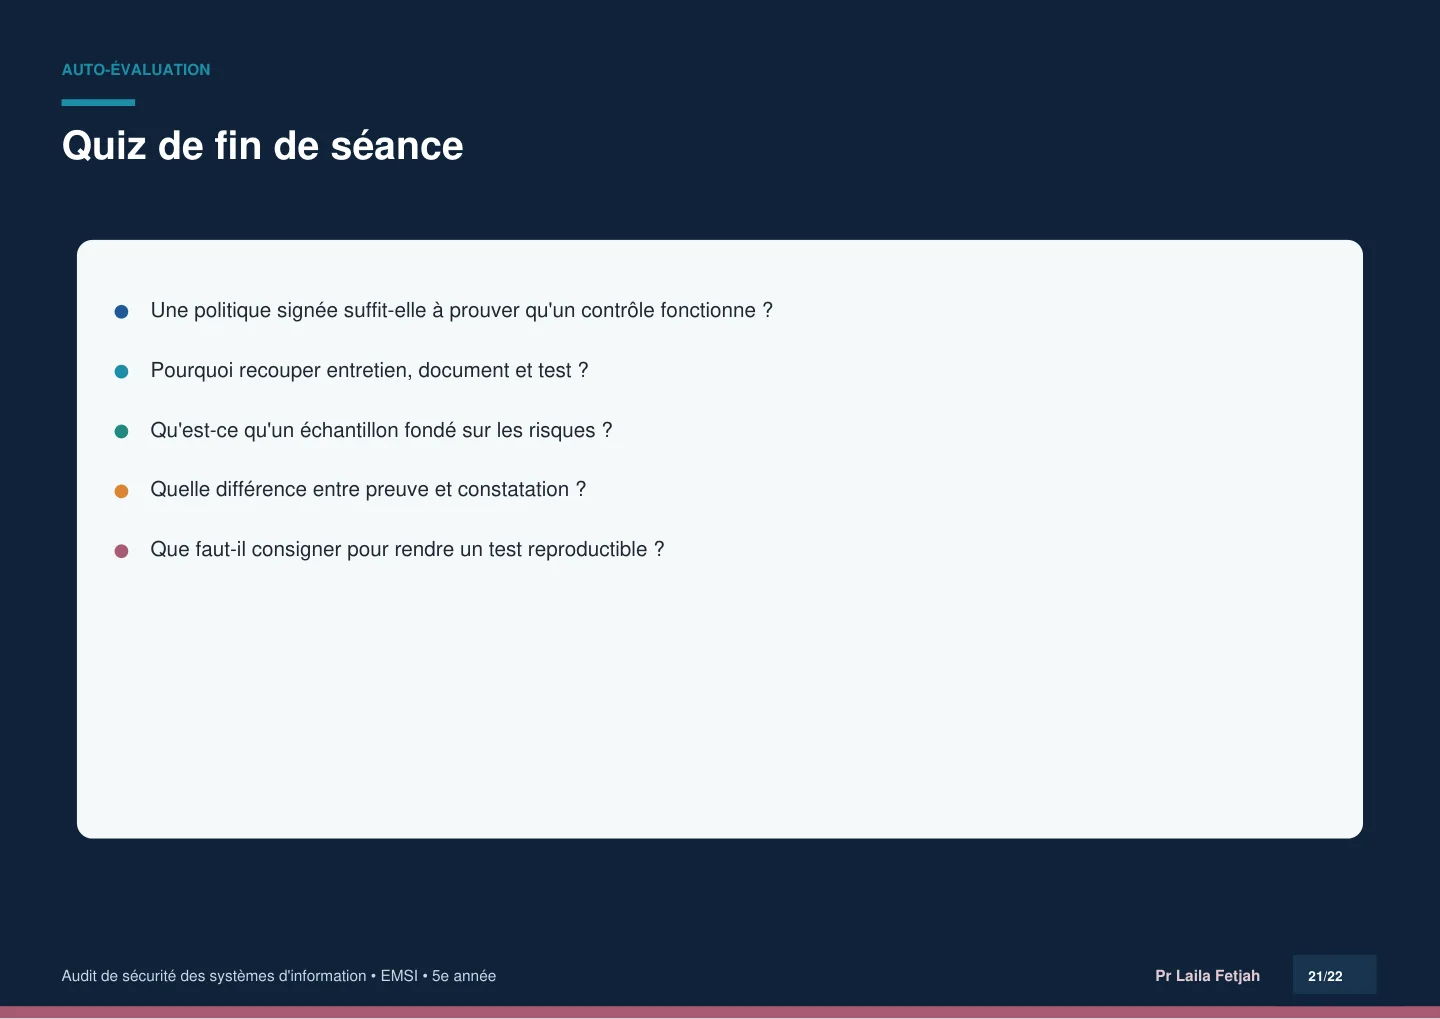 AUTO-ÉVALUATION
Quiz de fin de séance
Une politique signée suffit-elle à prouver qu'un contrôle fonctionne ?
Pourquoi recouper entretien, document et test ?
Qu'est-ce qu'un échantillon fondé sur les risques ?
Quelle différence entre preuve et constatation ?
Que faut-il consigner pour rendre un test reproductible ?
Audit de sécurité des systèmes d'information • EMSI • 5e année
Pr Laila Fetjah
21/22